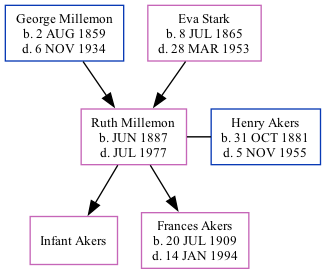 George Millemon
b. 2 AUG 1859
d. 6 NOV 1934
Eva Stark
b. 8 JUL 1865
d. 28 MAR 1953
Ruth Millemon
b. JUN 1887
d. JUL 1977
Henry Akers
b. 31 OCT 1881
d. 5 NOV 1955
Infant Akers
Frances Akers
b. 20 JUL 1909
d. 14 JAN 1994